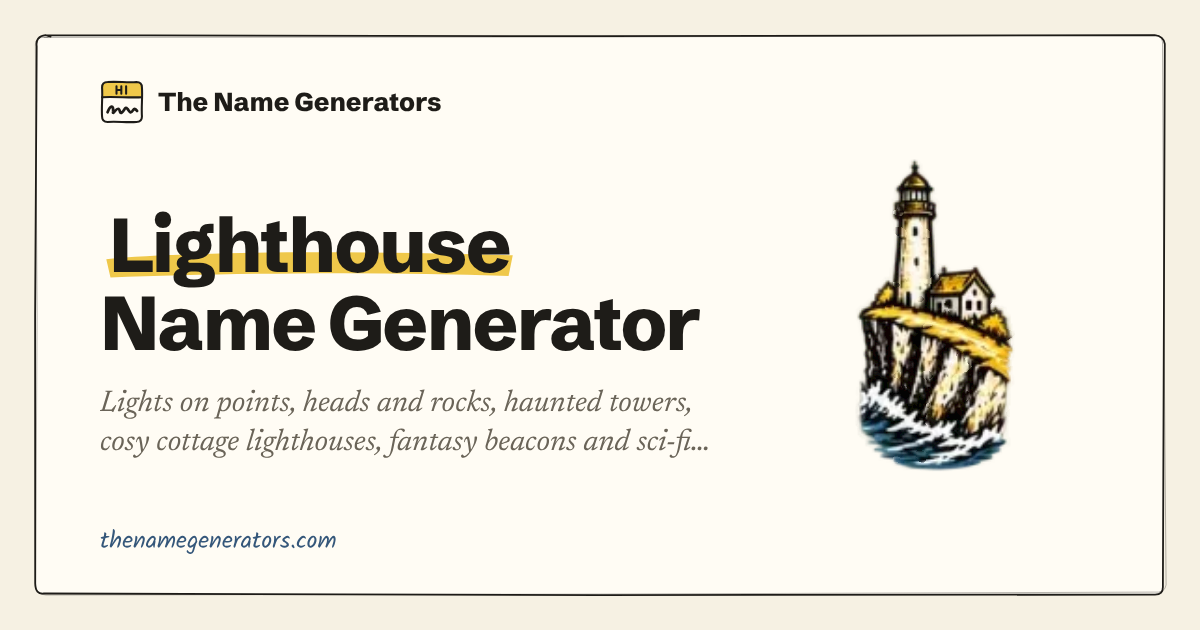 HI
The Name Generators
Lighthouse
Name Generator
Lights on points, heads and rocks, haunted towers,
cosy cottage lighthouses, fantasy beacons and sci-fi...
thenamegenerators.com